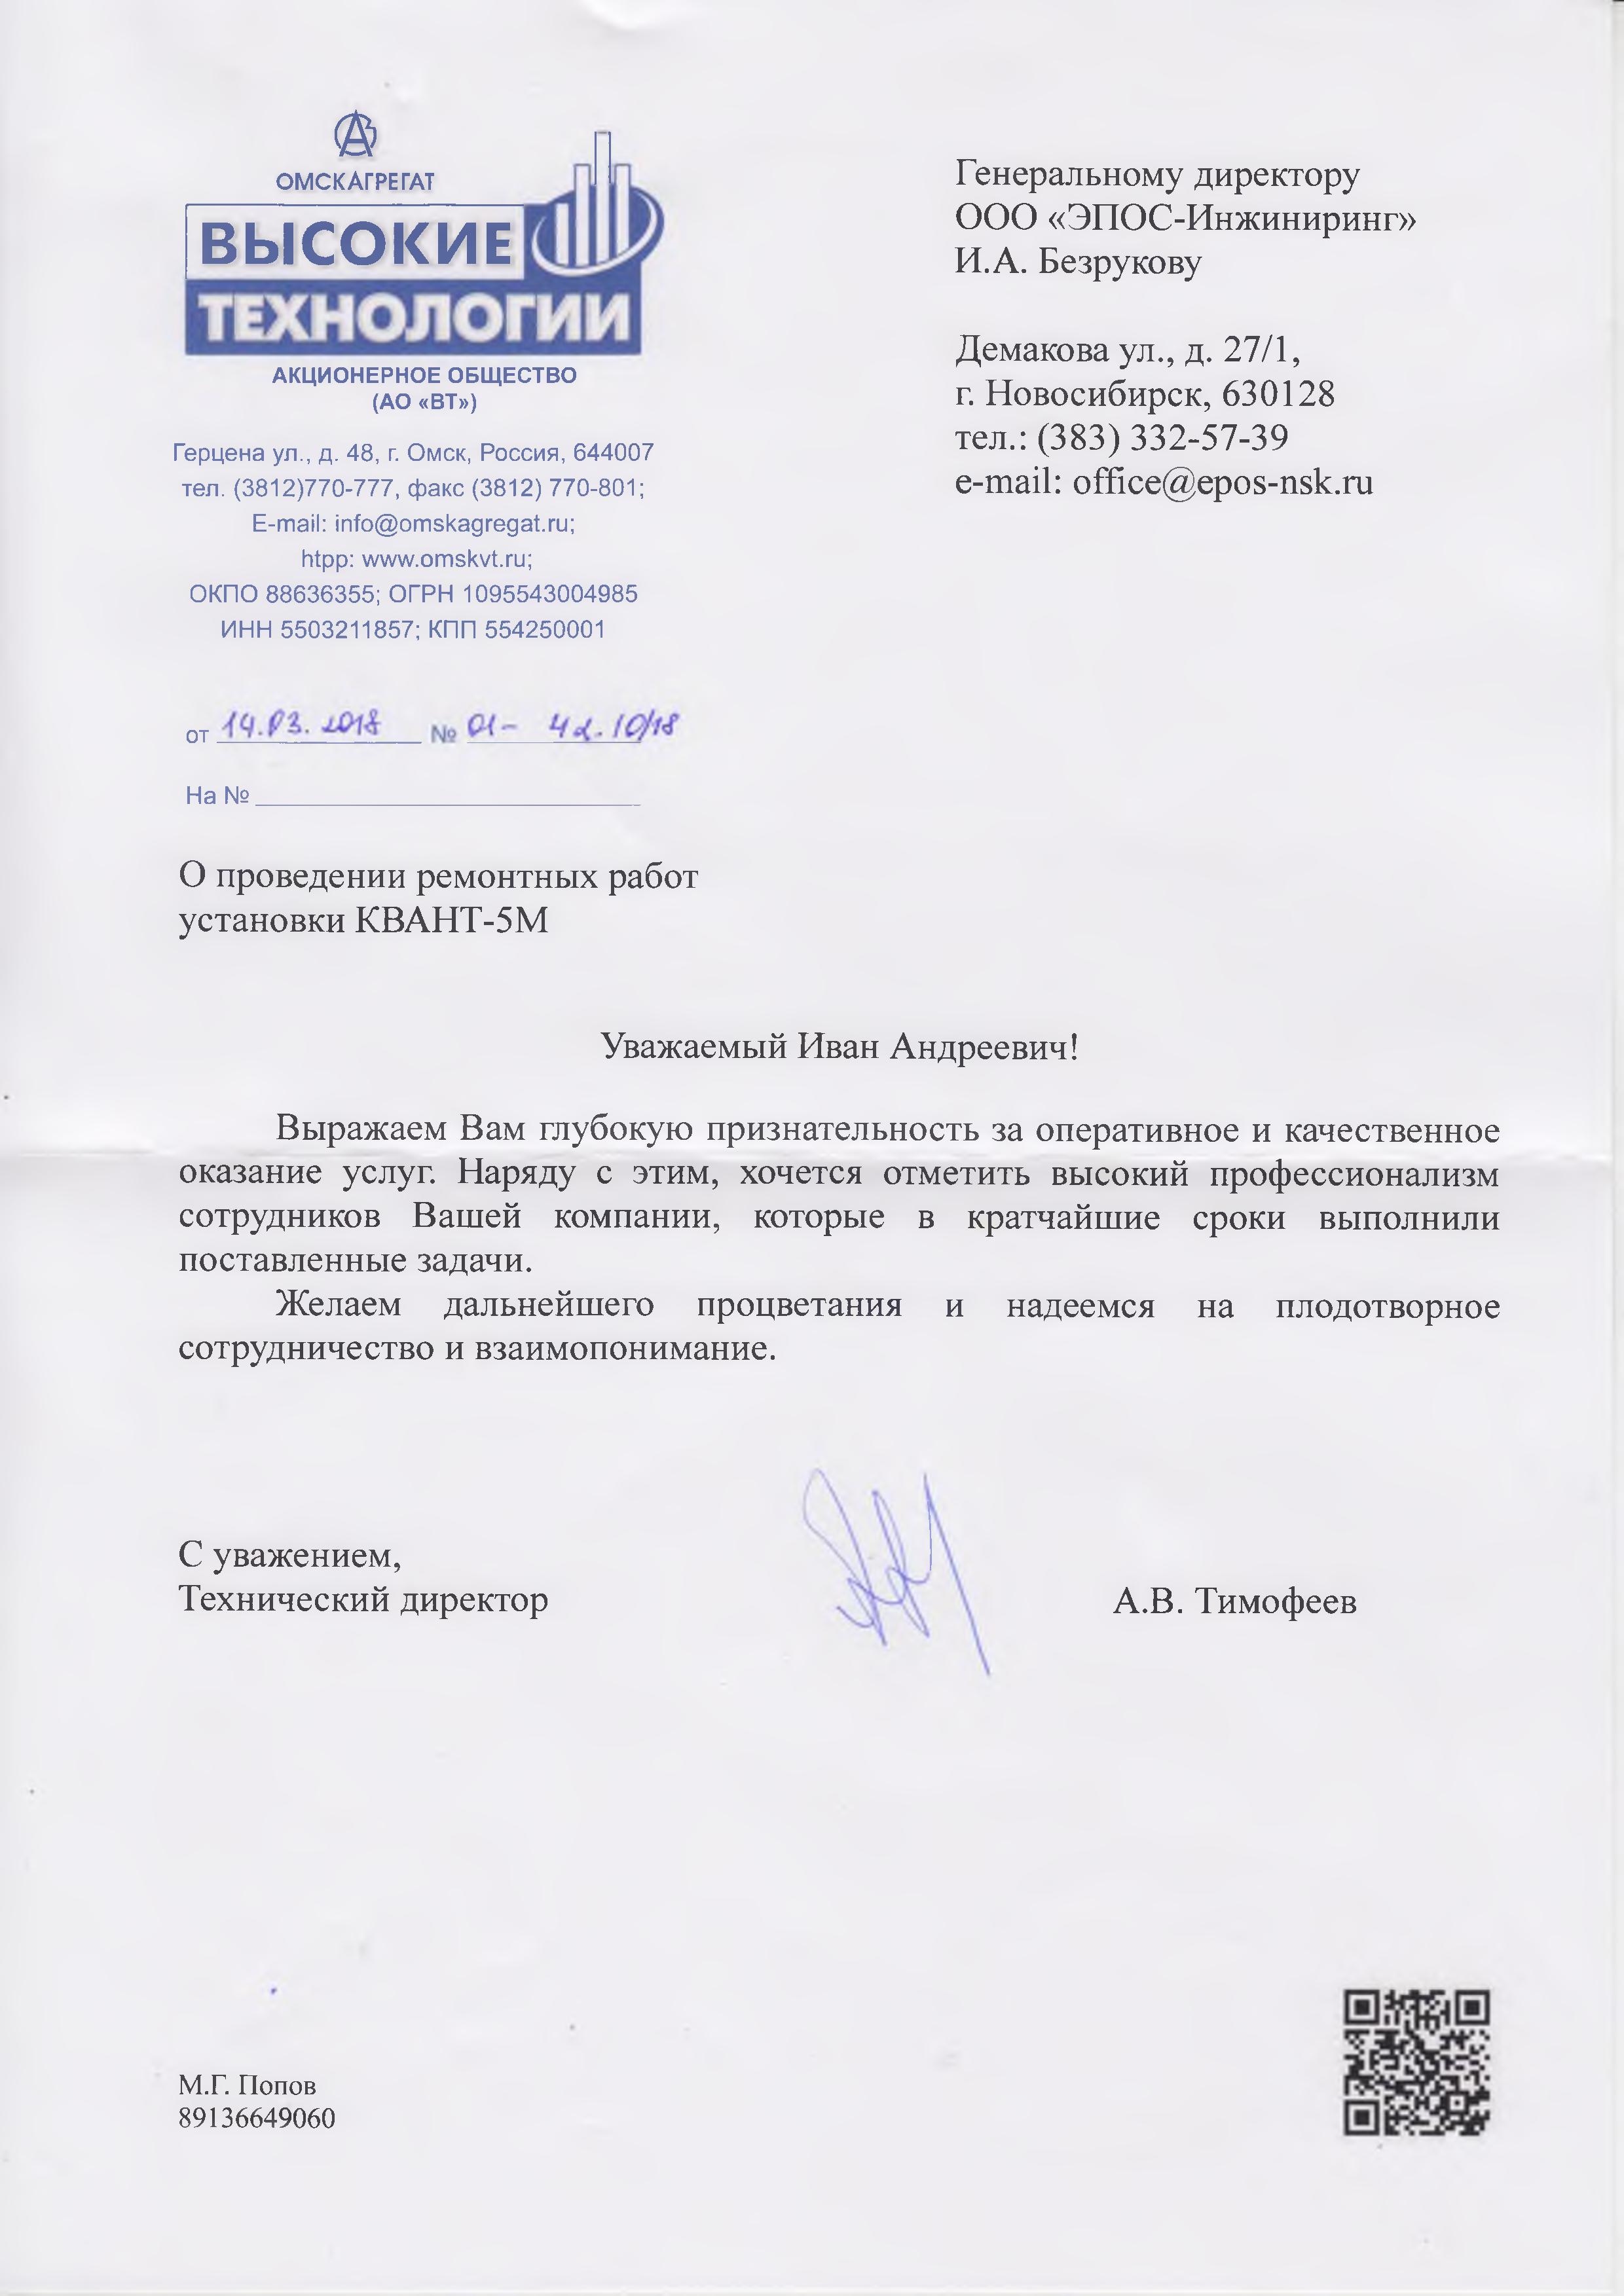 ОМСКАГРЕГАТ
ВЫСОКИЕ
ТЕХНОЛОГИИ
АКЦИОНЕРНОЕ ОБЩЕСТВО
(АО «ВТ»)
Герцена ул., д. 48, г. Омск, Россия, 644007
тел. (3812)770-777, факс (3812) 770-801;
E-mail: info@omskagregat.ru;
htpp: www.omskvt.ru;
ОКПО 88636355; ОГРН 1095543004985
ИНН 5503211857; КПП 554250001
от 14.03.2018 № 01- 42.10/18
На №
Генеральному директору
ООО «ЭПОС-Инжиниринг»
И.А. Безрукову
Демакова ул., д. 27/1,
г. Новосибирск, 630128
тел.: (383) 332-57-39
e-mail: office@epos-nsk.ru
О проведении ремонтных работ
установки КВАНТ-5М
Уважаемый Иван Андреевич!
Выражаем Вам глубокую признательность за оперативное и качественное
оказание услуг. Наряду с этим, хочется отметить высокий профессионализм
сотрудников Вашей компании, которые в кратчайшие сроки выполнили
поставленные задачи.
Желаем дальнейшего процветания и надеемся на плодотворное
сотрудничество и взаимопонимание.
С уважением,
Технический директор
А.В. Тимофеев
М.Г. Попов
89136649060